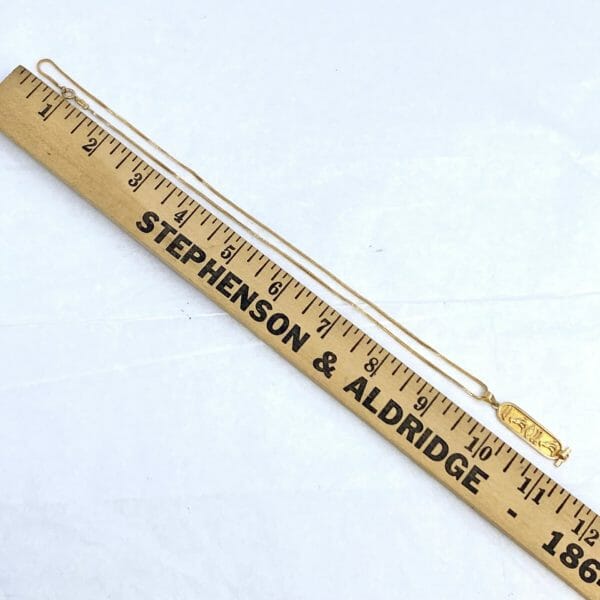 1 2 3 4 5 6 7 8 9 10 11 12
STEPHENSON & ALDRIDGE - 186